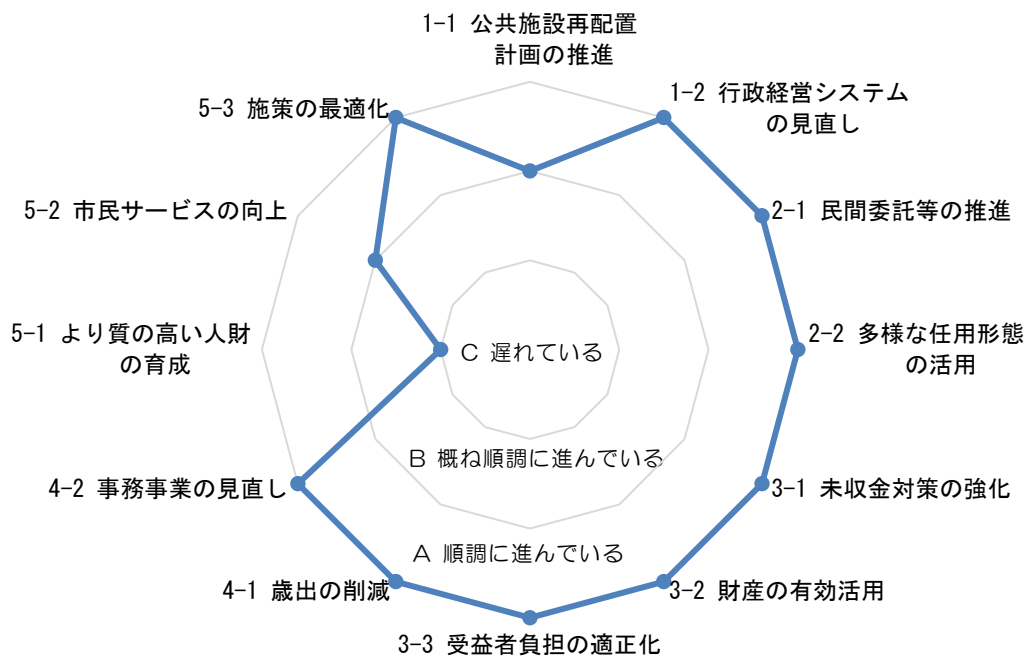 1-1 公共施設再配置
計画の推進
1-2 行政経営システム
の見直し
2-1 民間委託等の推進
2-2 多様な任用形態
の活用
3-1 未収金対策の強化
3-2 財産の有効活用
3-3 受益者負担の適正化
4-1 歳出の削減
4-2 事務事業の見直し
5-1 より質の高い人財
の育成
5-2 市民サービスの向上
5-3 施策の最適化
C 遅れている
B 概ね順調に進んでいる
A 順調に進んでいる